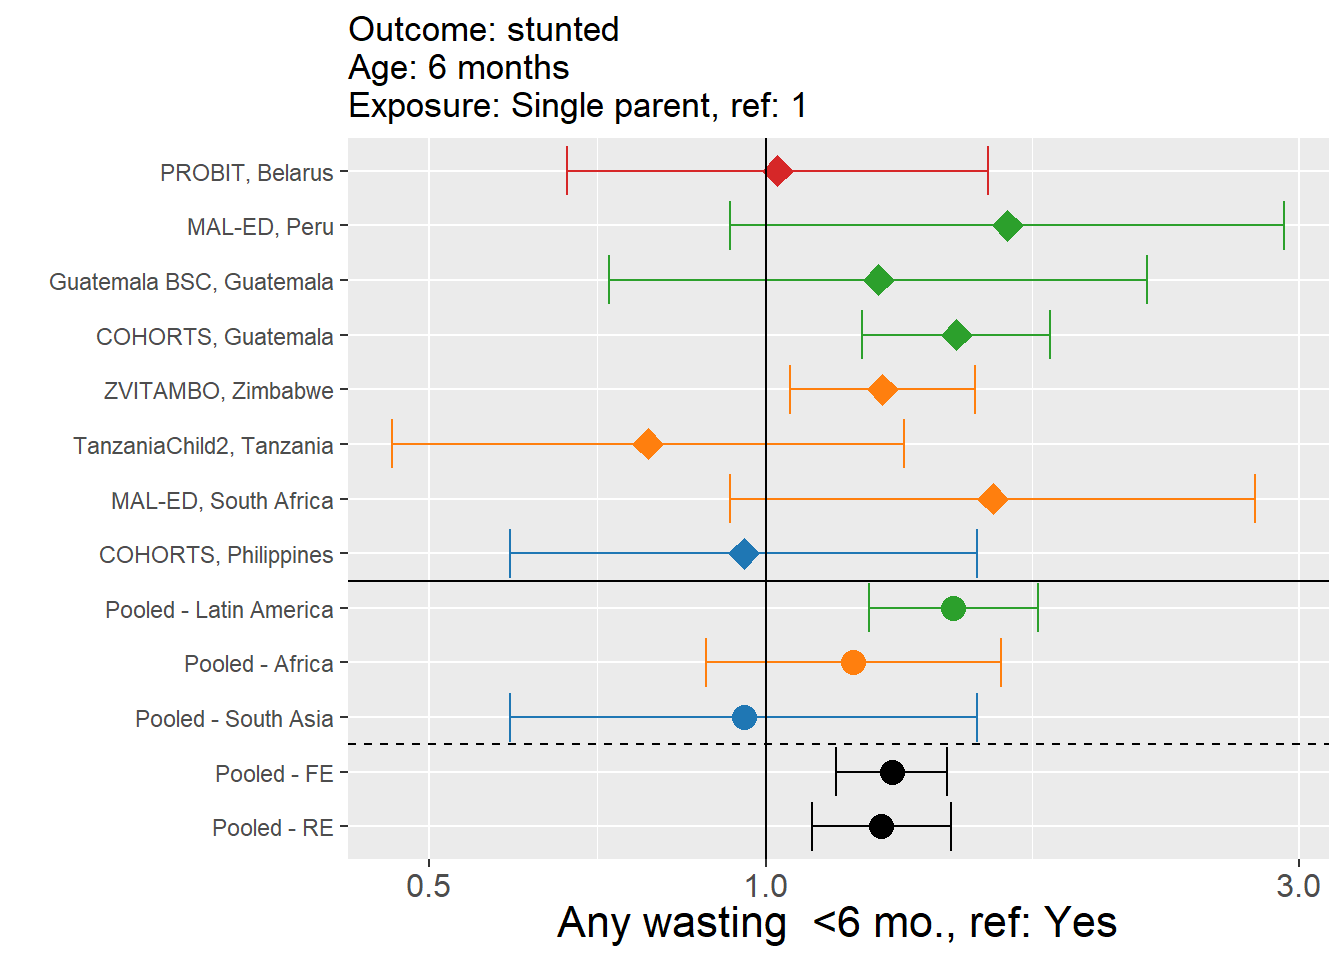 Outcome: stunted
Age: 6 months
Exposure: Single parent, ref: 1
PROBIT, Belarus
MAL-ED, Peru
Guatemala BSC, Guatemala
COHORTS, Guatemala
ZVITAMBO, Zimbabwe
TanzaniaChild2, Tanzania
MAL-ED, South Africa
COHORTS, Philippines
Pooled - Latin America
Pooled - Africa
Pooled - South Asia
Pooled - FE
Pooled - RE
0.5 1.0 3.0
Any wasting  <6 mo., ref: Yes